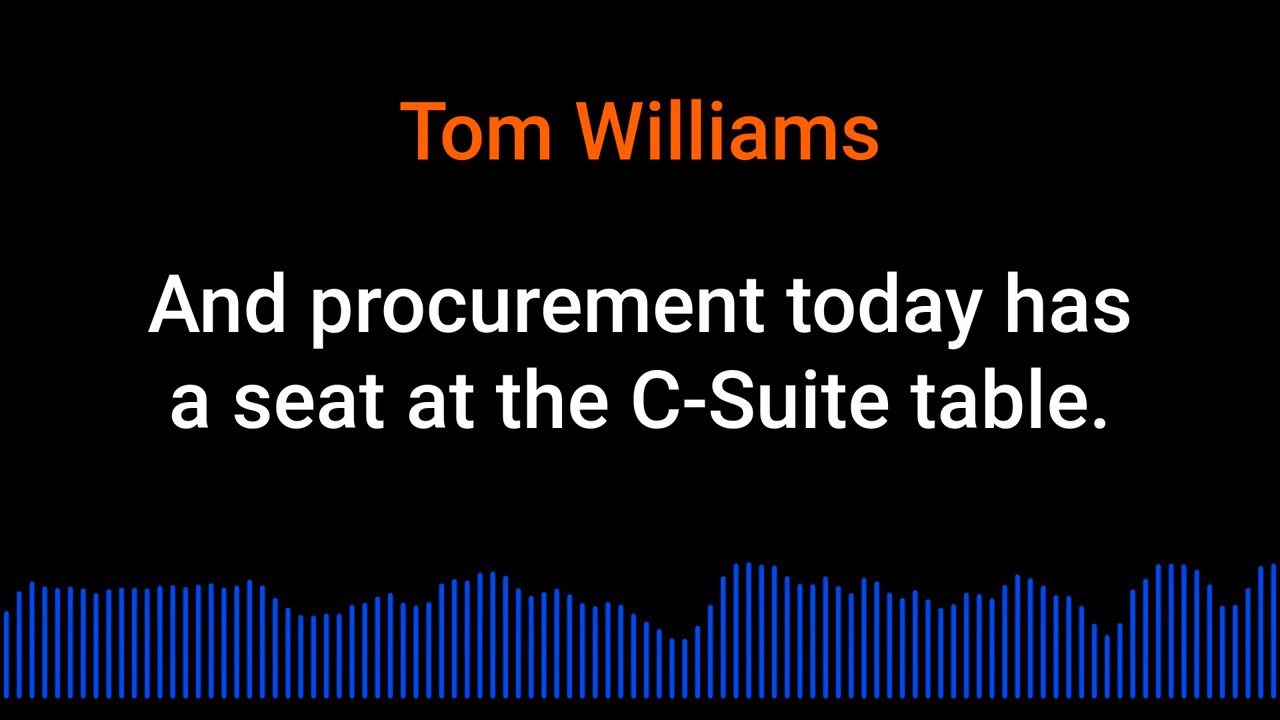 Tom Williams
And procurement today has
a seat at the C-Suite table.